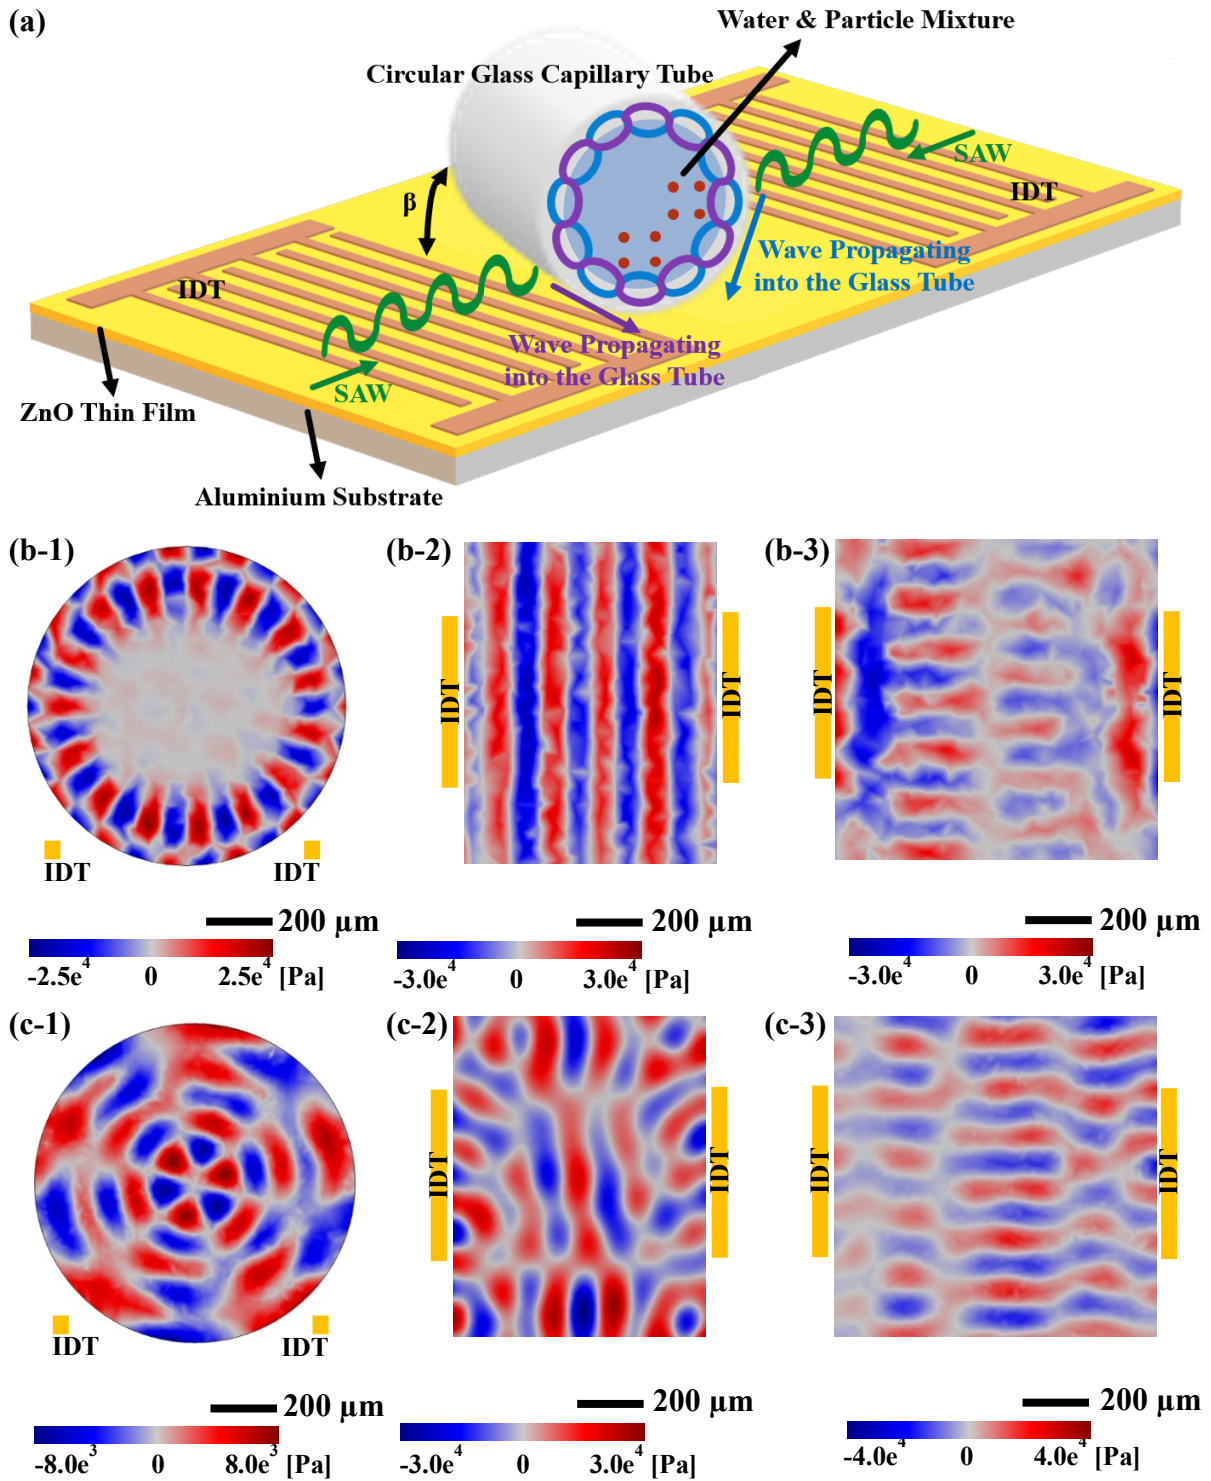 (a)
Water & Particle Mixture
Circular Glass Capillary Tube
SAW
IDT
β
Wave Propagating
into the Glass Tube
IDT
Wave Propagating
into the Glass Tube
SAW
ZnO Thin Film
Aluminium Substrate
(b-1)
IDT
IDT
200 µm
-2.5e⁴ 0 2.5e⁴ [Pa]
(b-2)
IDT
IDT
200 µm
-3.0e⁴ 0 3.0e⁴ [Pa]
(b-3)
IDT
IDT
200 µm
-3.0e⁴ 0 3.0e⁴ [Pa]
(c-1)
IDT
IDT
200 µm
-8.0e³ 0 8.0e³ [Pa]
(c-2)
IDT
IDT
200 µm
-3.0e⁴ 0 3.0e⁴ [Pa]
(c-3)
IDT
IDT
200 µm
-4.0e⁴ 0 4.0e⁴ [Pa]